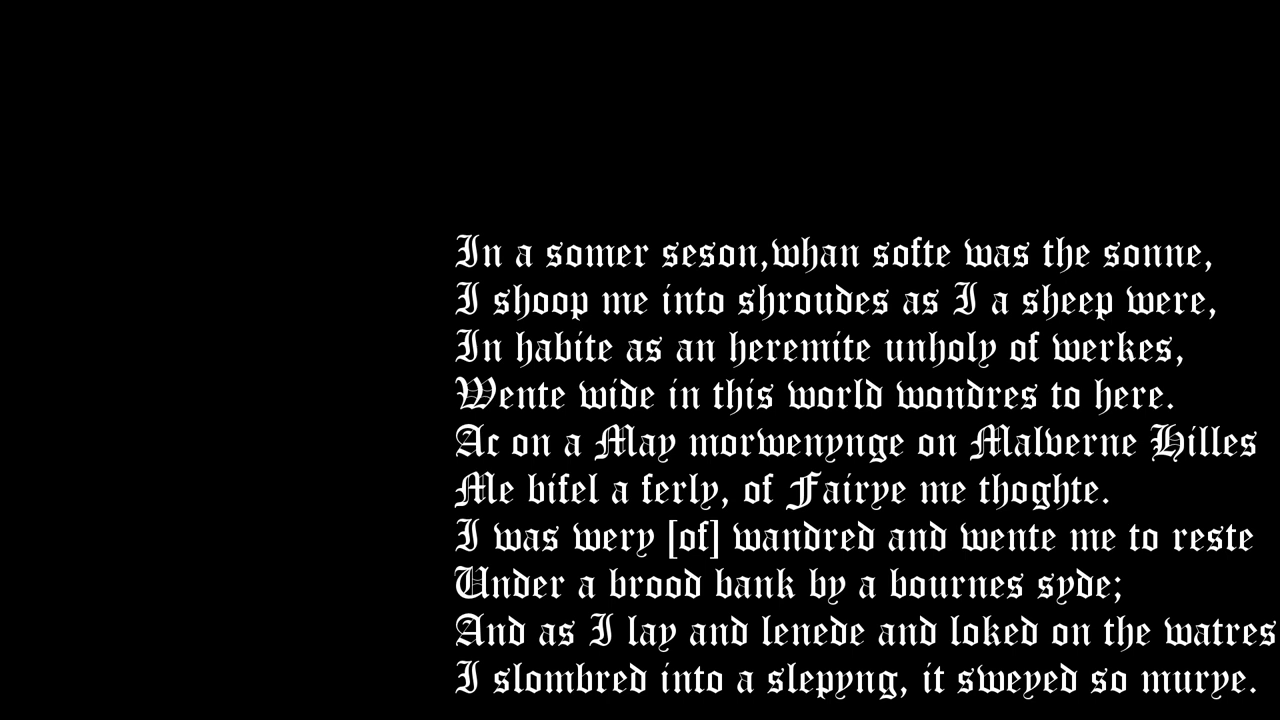 In a somer seson,whan softe was the sonne,
I shoop me into shroudes as I a sheep were,
In habite as an heremite unholy of werkes,
Wente wide in this world wondres to here.
Ac on a May morwenynge on Malverne Hilles
Me bifel a ferly, of Fairye me thoghte.
I was wery [of] wandred and wente me to reste
Under a brood bank by a bournes syde;
And as I lay and lenede and loked on the watres
I slombred into a slepyng, it sweyed so murye.